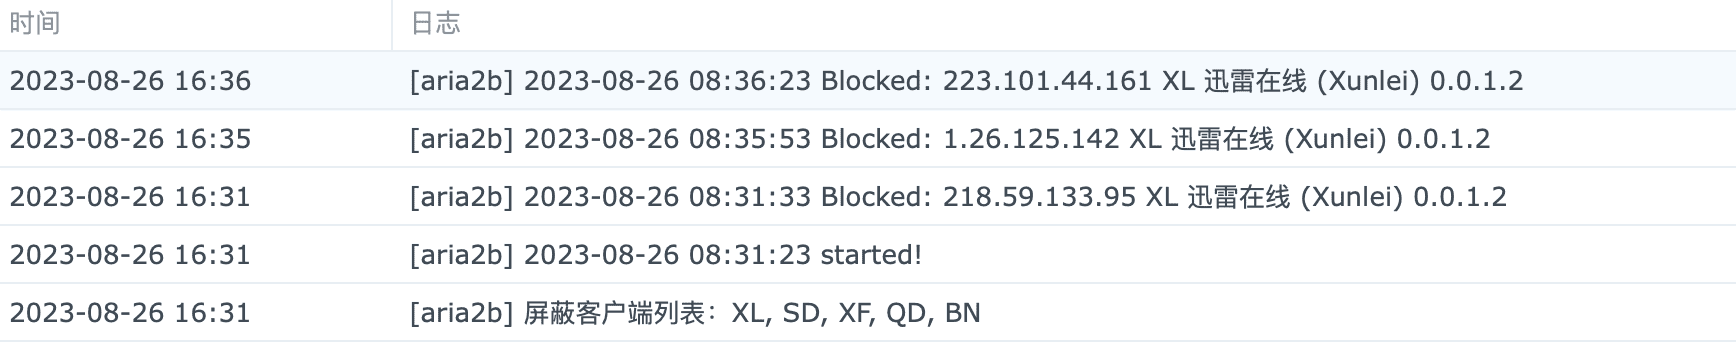 时间 日志
2023-08-26 16:36 [aria2b] 2023-08-26 08:36:23 Blocked: 223.101.44.161 XL 迅雷在线 (Xunlei) 0.0.1.2
2023-08-26 16:35 [aria2b] 2023-08-26 08:35:53 Blocked: 1.26.125.142 XL 迅雷在线 (Xunlei) 0.0.1.2
2023-08-26 16:31 [aria2b] 2023-08-26 08:31:33 Blocked: 218.59.133.95 XL 迅雷在线 (Xunlei) 0.0.1.2
2023-08-26 16:31 [aria2b] 2023-08-26 08:31:23 started!
2023-08-26 16:31 [aria2b] 屏蔽客户端列表：XL, SD, XF, QD, BN